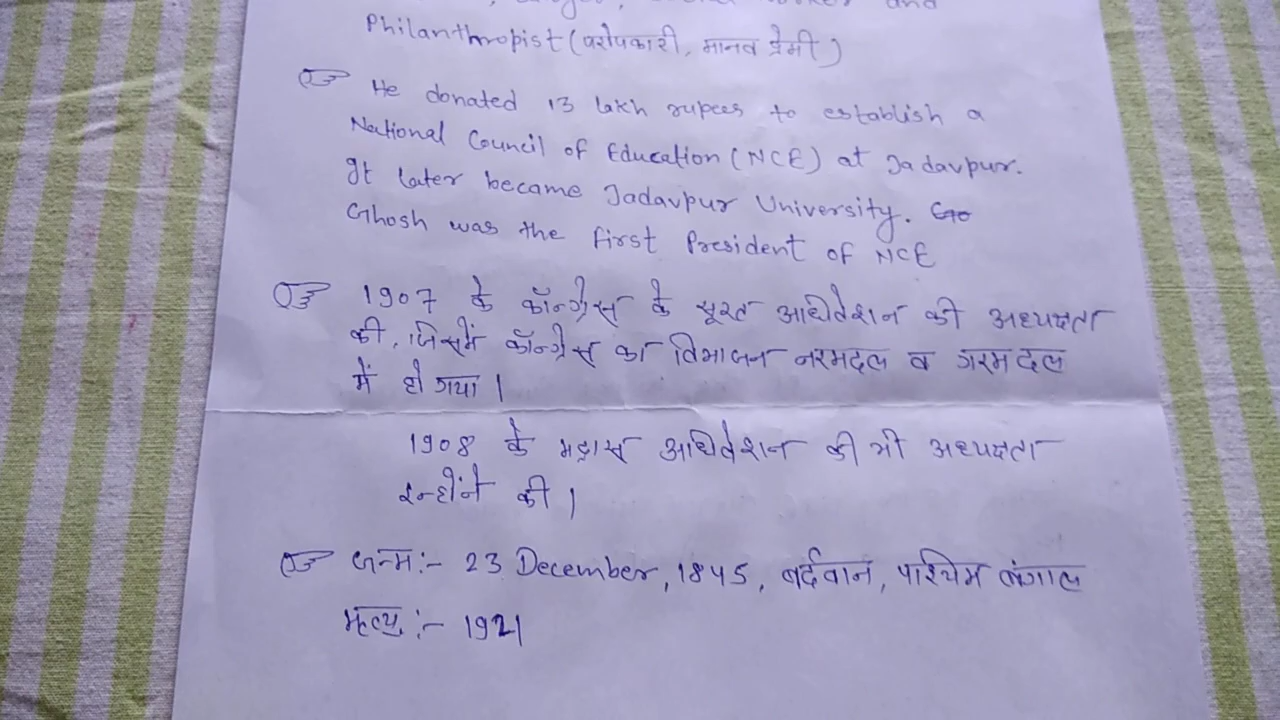 and
Philanthropist (परोपकारी, मानव प्रेमी)
He donated 13 lakh rupees to establish a
National Council of Education (NCE) at Jadavpur.
It later became Jadavpur University.
Ghosh was the first President of NCE
1907 के कॉन्ग्रेस के सूरत अधिवेशन की अध्यक्षता
की, जिसमें कॉन्ग्रेस का विभाजन नरमदल व गरमदल
में हो गया।
1908 के मद्रास अधिवेशन की भी अध्यक्षता
इन्होंने की।
जन्म:- 23 December, 1845, बर्दवान, पश्चिम बंगाल
मृत्यु:- 1921